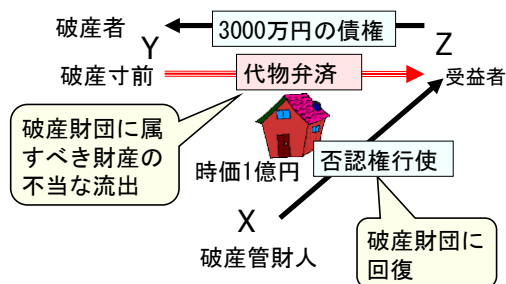 破産者
3000万円の債権
Y
Z
破産寸前
代物弁済
受益者
破産財団に属
すべき財産の
不当な流出
時価1億円
否認権行使
X
破産管財人
破産財団に
回復